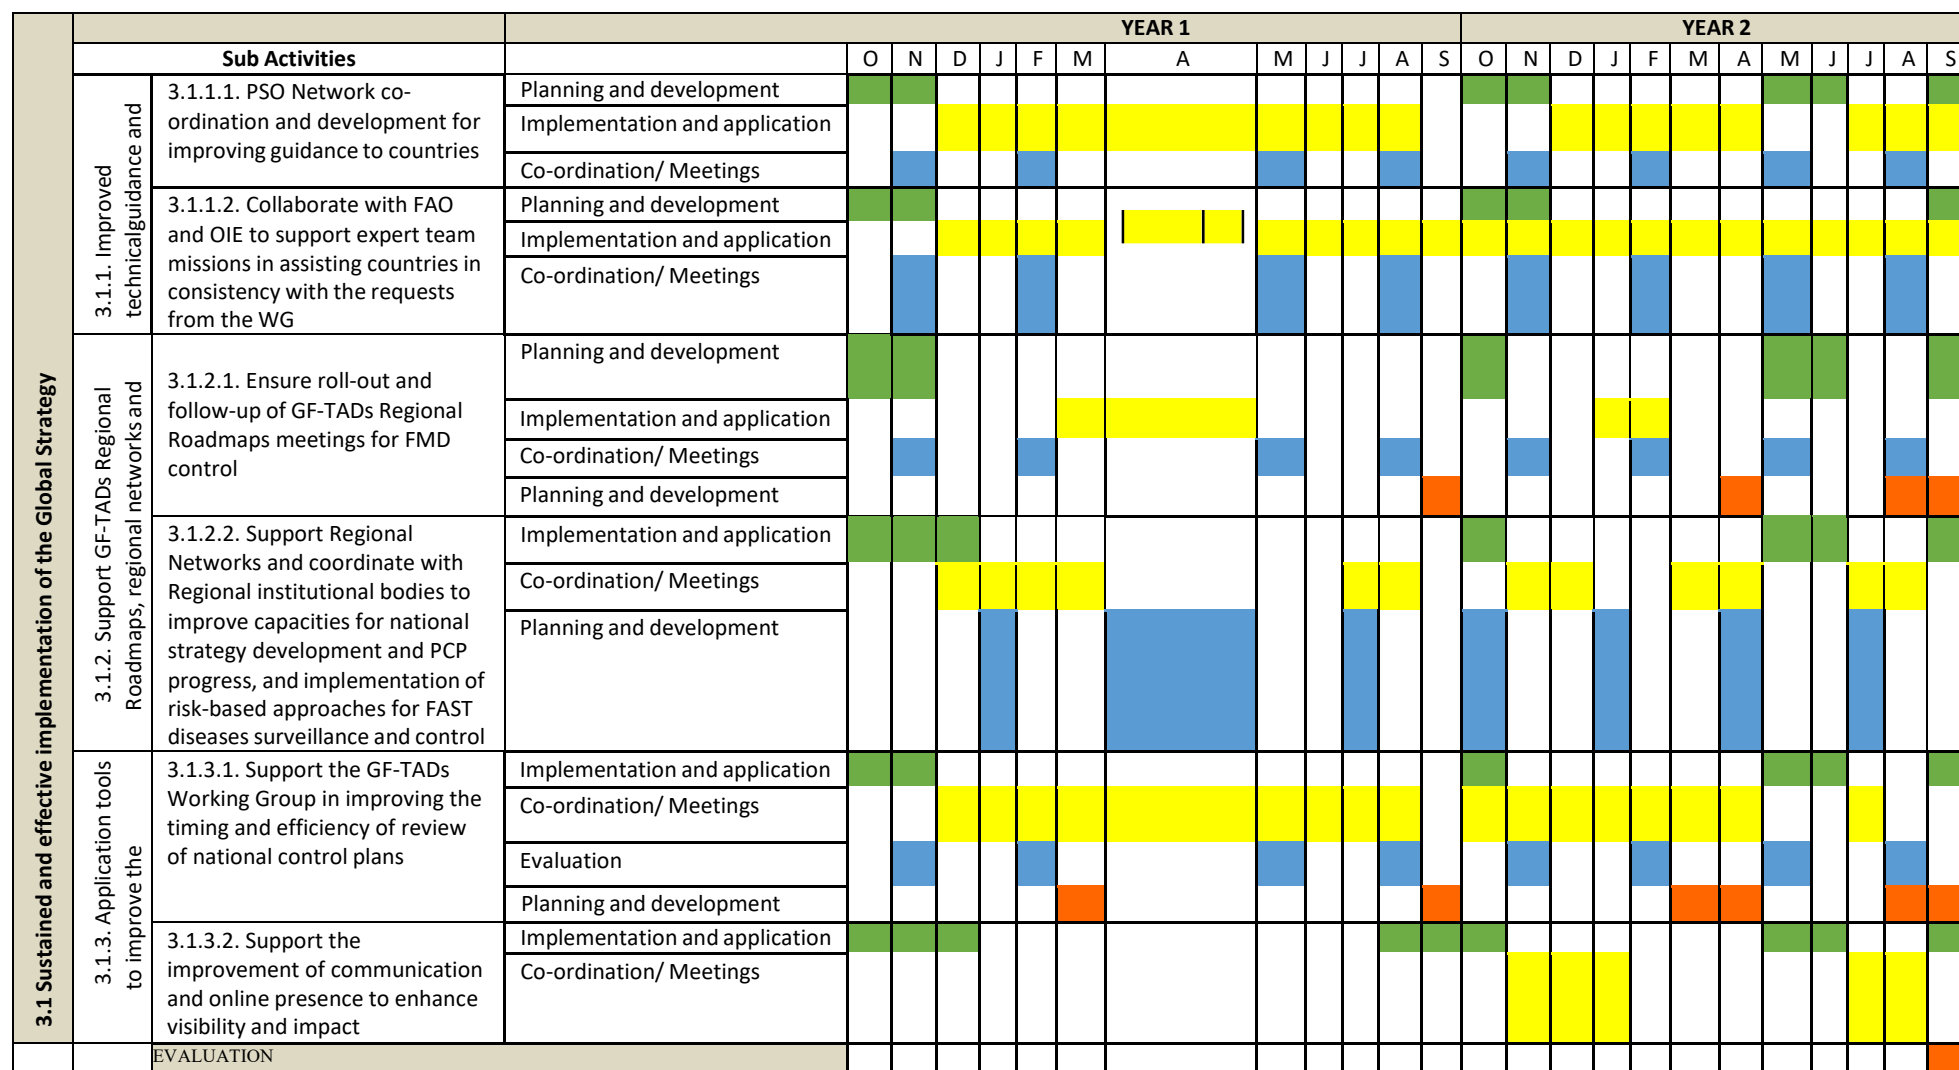 YEAR 1
YEAR 2
Sub Activities
O N D J F M A M J J A S O N D J F M A M J J A S
3.1 Sustained and effective implementation of the Global Strategy
3.1.1. Improved
technicalguidance and
3.1.1.1. PSO Network co-
ordination and development for
improving guidance to countries
Planning and development
Implementation and application
Co-ordination/ Meetings
3.1.1.2. Collaborate with FAO
and OIE to support expert team
missions in assisting countries in
consistency with the requests
from the WG
Planning and development
Implementation and application
Co-ordination/ Meetings
3.1.2. Support GF-TADs Regional
Roadmaps, regional networks and
3.1.2.1. Ensure roll-out and
follow-up of GF-TADs Regional
Roadmaps meetings for FMD
control
Planning and development
Implementation and application
Co-ordination/ Meetings
Planning and development
3.1.2.2. Support Regional
Networks and coordinate with
Regional institutional bodies to
improve capacities for national
strategy development and PCP
progress, and implementation of
risk-based approaches for FAST
diseases surveillance and control
Implementation and application
Co-ordination/ Meetings
Planning and development
3.1.3. Application tools
to improve the
3.1.3.1. Support the GF-TADs
Working Group in improving the
timing and efficiency of review
of national control plans
Implementation and application
Co-ordination/ Meetings
Evaluation
Planning and development
3.1.3.2. Support the
improvement of communication
and online presence to enhance
visibility and impact
Implementation and application
Co-ordination/ Meetings
EVALUATION